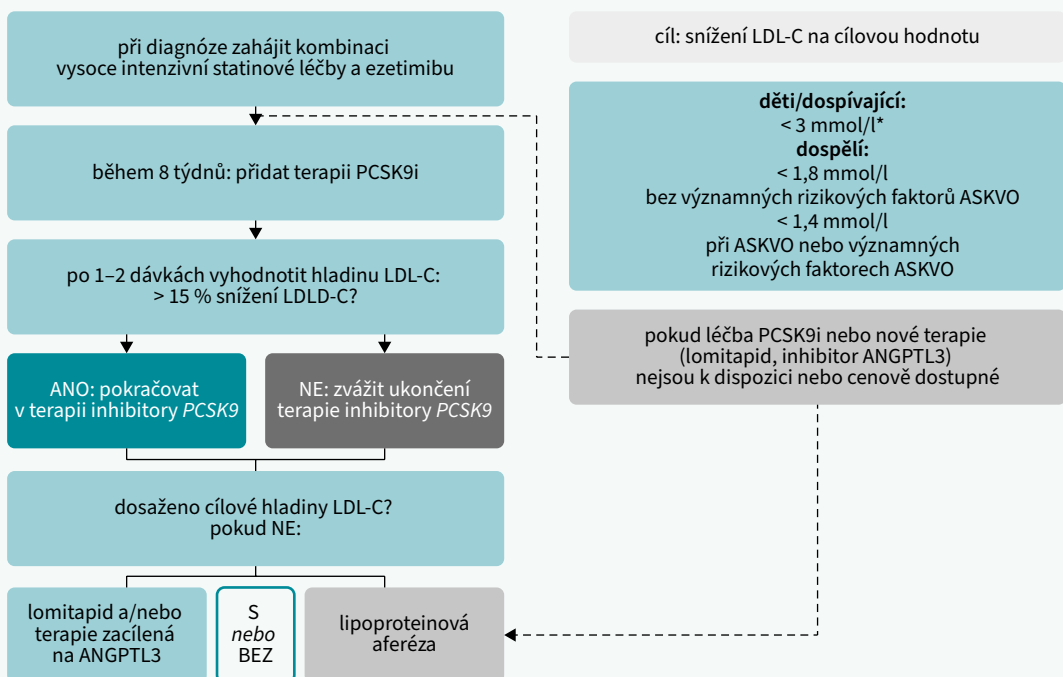 při diagnóze zahájit kombinaci
vysoce intenzivní statinové léčby a ezetimibu
během 8 týdnů: přidat terapii PCSK9i
po 1–2 dávkách vyhodnotit hladinu LDL-C:
> 15 % snížení LDLD-C?
ANO: pokračovat
v terapii inhibitory PCSK9
NE: zvážit ukončení
terapie inhibitory PCSK9
dosaženo cílové hladiny LDL-C?
pokud NE:
lomitapid a/nebo
terapie zacílená
na ANGPTL3
S
nebo
BEZ
lipoproteinová
aferéza
cíl: snížení LDL-C na cílovou hodnotu
děti/dospívající:
< 3 mmol/l*
dospělí:
< 1,8 mmol/l
bez významných rizikových faktorů ASKVO
< 1,4 mmol/l
při ASKVO nebo významných
rizikových faktorech ASKVO
pokud léčba PCSK9i nebo nové terapie
(lomitapid, inhibitor ANGPTL3)
nejsou k dispozici nebo cenově dostupné